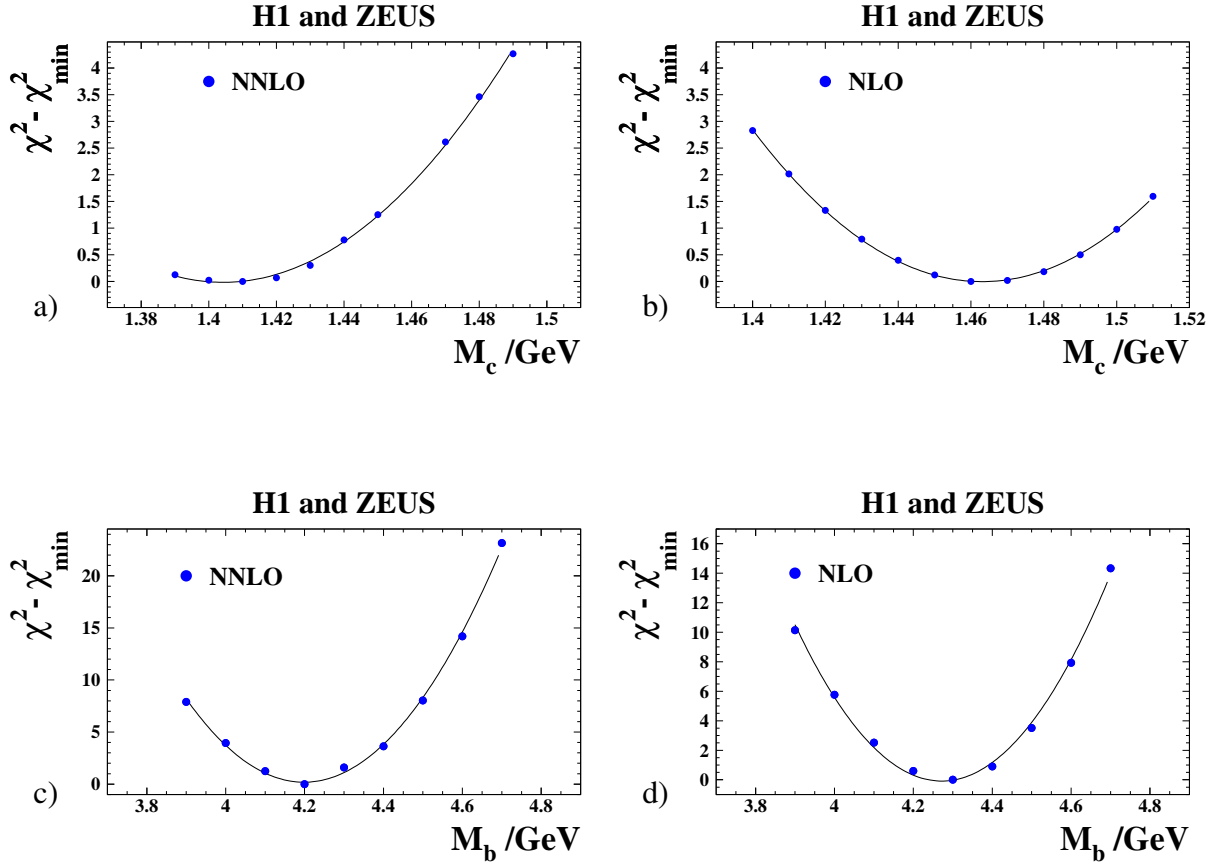 H1 and ZEUS
χ² - χ²min
4
3.5
3
2.5
2
1.5
1
0.5
0
NNLO
1.38
1.4
1.42
1.44
1.46
1.48
1.5
a)
M_c /GeV
H1 and ZEUS
χ² - χ²min
4
3.5
3
2.5
2
1.5
1
0.5
0
NLO
1.4
1.42
1.44
1.46
1.48
1.5
1.52
b)
M_c /GeV
H1 and ZEUS
χ² - χ²min
20
15
10
5
0
NNLO
3.8
4
4.2
4.4
4.6
4.8
c)
M_b /GeV
H1 and ZEUS
χ² - χ²min
16
14
12
10
8
6
4
2
0
NLO
3.8
4
4.2
4.4
4.6
4.8
d)
M_b /GeV